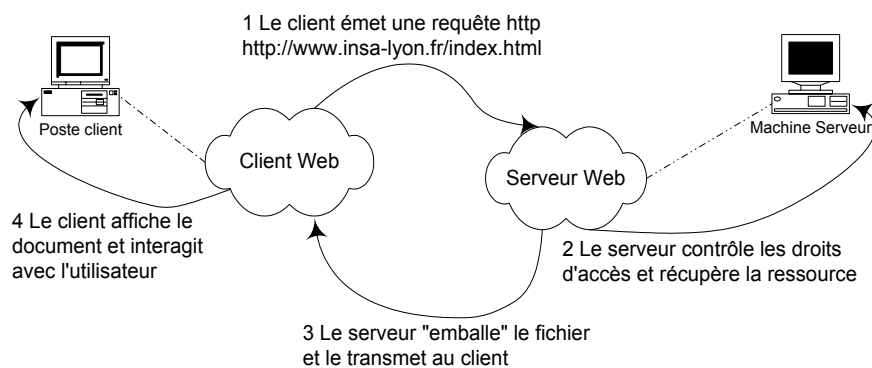 1 Le client émet une requête http
http://www.insa-lyon.fr/index.html
Poste client
Machine Serveur
Client Web
Serveur Web
4 Le client affiche le
document et interagit
avec l'utilisateur
2 Le serveur contrôle les droits
d'accès et récupère la ressource
3 Le serveur "emballe" le fichier
et le transmet au client